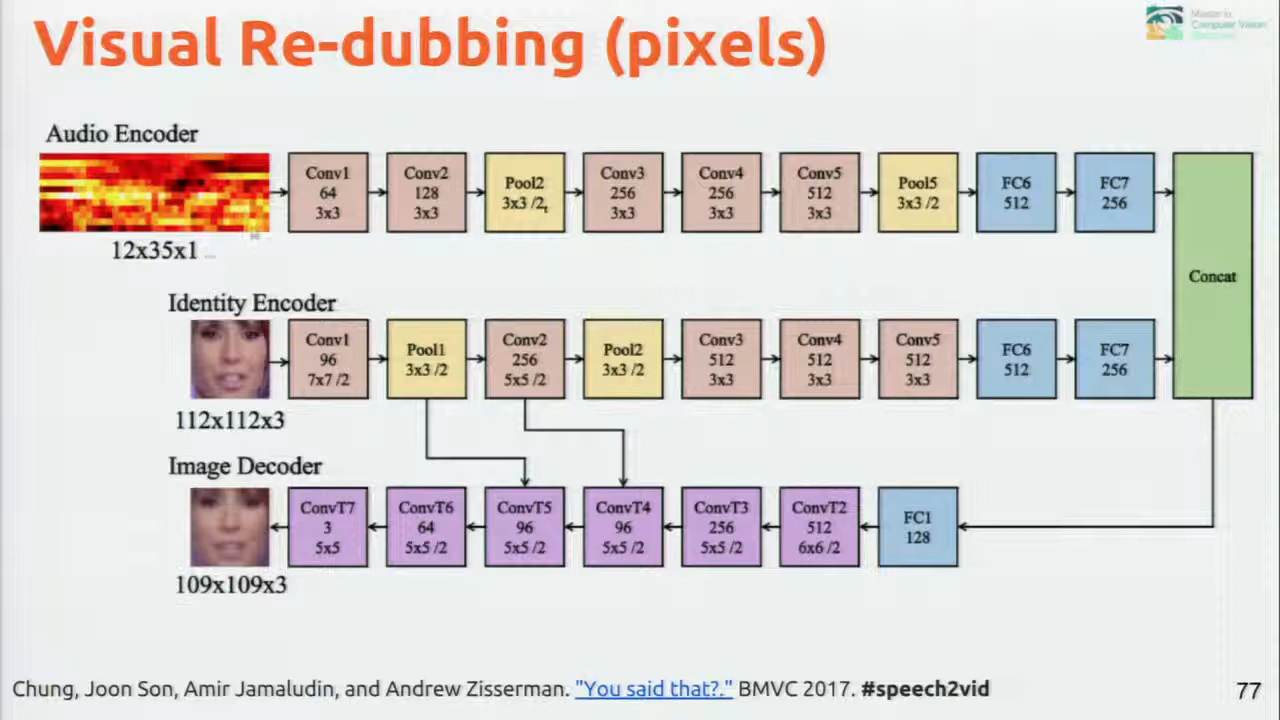 Visual Re-dubbing (pixels)
Master in
Computer Vision
Audio Encoder
Conv1 64 3x3
Conv2 128 3x3
Pool2 3x3 /2t
Conv3 256 3x3
Conv4 256 3x3
Conv5 512 3x3
Pool5 3x3 /2
FC6 512
FC7 256
Concat
12x35x1
Identity Encoder
Conv1 96 7x7 /2
Pool1 3x3 /2
Conv2 256 5x5 /2
Pool2 3x3 /2
Conv3 512 3x3
Conv4 512 3x3
Conv5 512 3x3
FC6 512
FC7 256
112x112x3
Image Decoder
ConvT7 3 5x5
ConvT6 64 5x5 /2
ConvT5 96 5x5 /2
ConvT4 96 5x5 /2
ConvT3 256 5x5 /2
ConvT2 512 6x6 /2
FC1 128
109x109x3
Chung, Joon Son, Amir Jamaludin, and Andrew Zisserman. "You said that?." BMVC 2017. #speech2vid
77